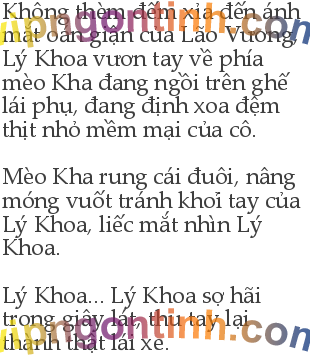 Không thèm đếm xỉa đến ánh
mắt oán giận của Lão Vương,
Lý Khoa vươn tay về phía
mèo Kha đang ngồi trên ghế
lái phụ, đang định xoa đệm
thịt nhỏ mềm mại của cô.
Mèo Kha rung cái đuôi, nâng
móng vuốt tránh khỏi tay của
Lý Khoa, liếc mắt nhìn Lý
Khoa.
Lý Khoa... Lý Khoa sợ hãi
trong giây lát, thu tay lại
thành thật lái xe.